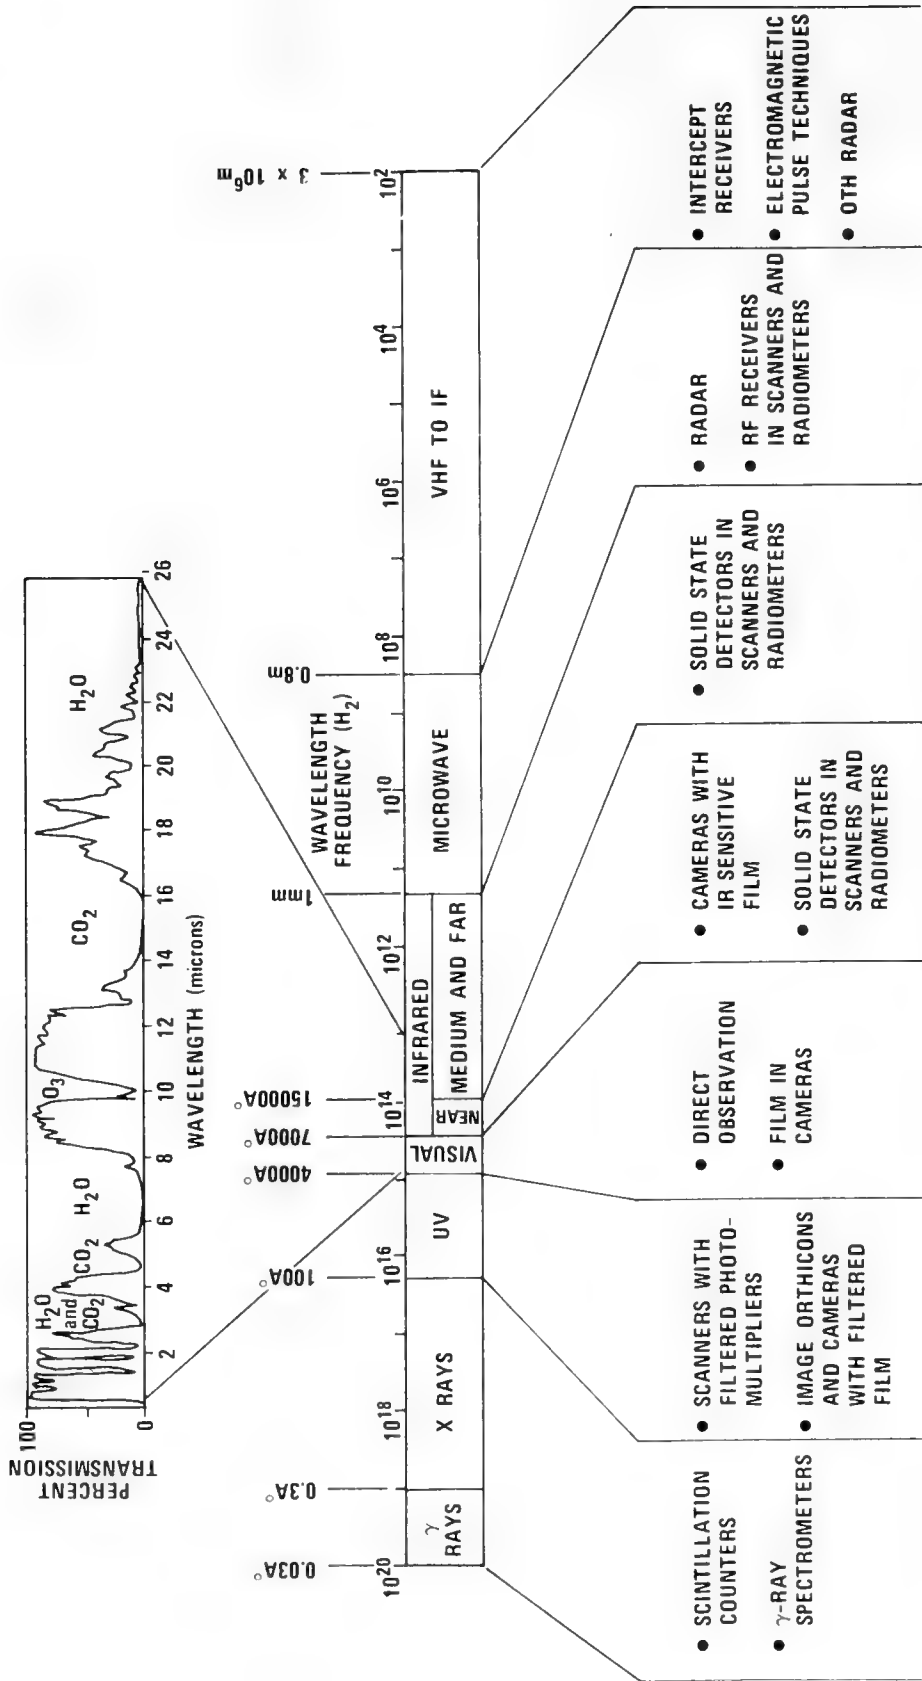 PERCENT
TRANSMISSION
100
0
H2O
and
CO2
CO2
H2O
O3
CO2
H2O
2 4 6 8 10 12 14 16 18 20 22 24 26
WAVELENGTH (microns)
0.03A° 0.3A° 100A° 4000A° 7000A° 15000A° 1mm 0.8m 3 x 10^6m
WAVELENGTH
FREQUENCY (H2)
10^20 10^18 10^16 10^14 10^12 10^10 10^8 10^6 10^4 10^2
γ
RAYS
X RAYS
UV
VISUAL
INFRARED
NEAR
MEDIUM AND FAR
MICROWAVE
VHF TO IF
• SCINTILLATION
COUNTERS
• γ-RAY
SPECTROMETERS
• SCANNERS WITH
FILTERED PHOTO-
MULTIPLIERS
• IMAGE ORTHICONS
AND CAMERAS
WITH FILTERED
FILM
• DIRECT
OBSERVATION
• FILM IN
CAMERAS
• CAMERAS WITH
IR SENSITIVE
FILM
• SOLID STATE
DETECTORS IN
SCANNERS AND
RADIOMETERS
• SOLID STATE
DETECTORS IN
SCANNERS AND
RADIOMETERS
• RADAR
• RF RECEIVERS
IN SCANNERS AND
RADIOMETERS
• INTERCEPT
RECEIVERS
• ELECTROMAGNETIC
PULSE TECHNIQUES
• OTH RADAR